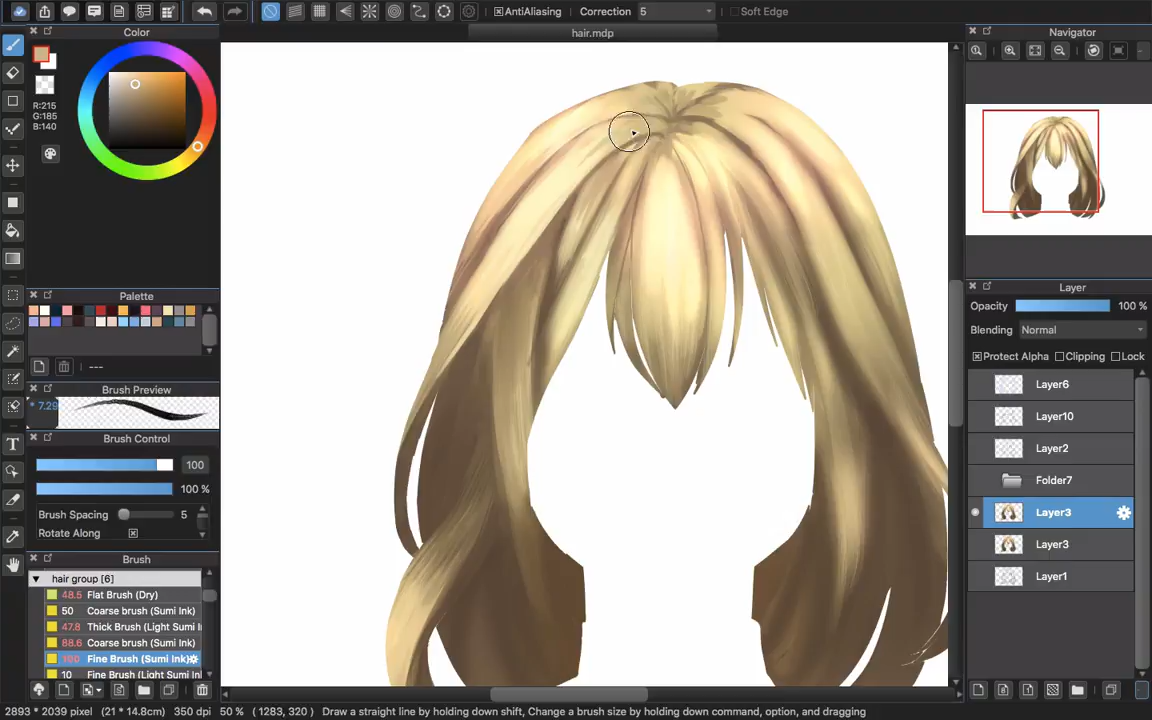 AntiAliasing Correction 5 Soft Edge
hair.mdp
Color
R:215
G:185
B:140
Palette
---
Brush Preview
* 7.29
Brush Control
100
100 %
Brush Spacing 5
Rotate Along
Brush
hair group [6]
48.5 Flat Brush (Dry)
50 Coarse brush (Sumi Ink)
47.8 Thick Brush (Light Sumi I
88.6 Coarse brush (Sumi Ink)
100 Fine Brush (Sumi Ink)
10 Fine Brush (Light Sumi Inl
Navigator
Layer
Opacity 100 %
Blending Normal
Protect Alpha Clipping Lock
Layer6
Layer10
Layer2
Folder7
Layer3
Layer3
Layer1
2893 * 2039 pixel (21 * 14.8cm) 350 dpi 50 % ( 1283, 320 ) Draw a straight line by holding down shift, Change a brush size by holding down command, option, and dragging